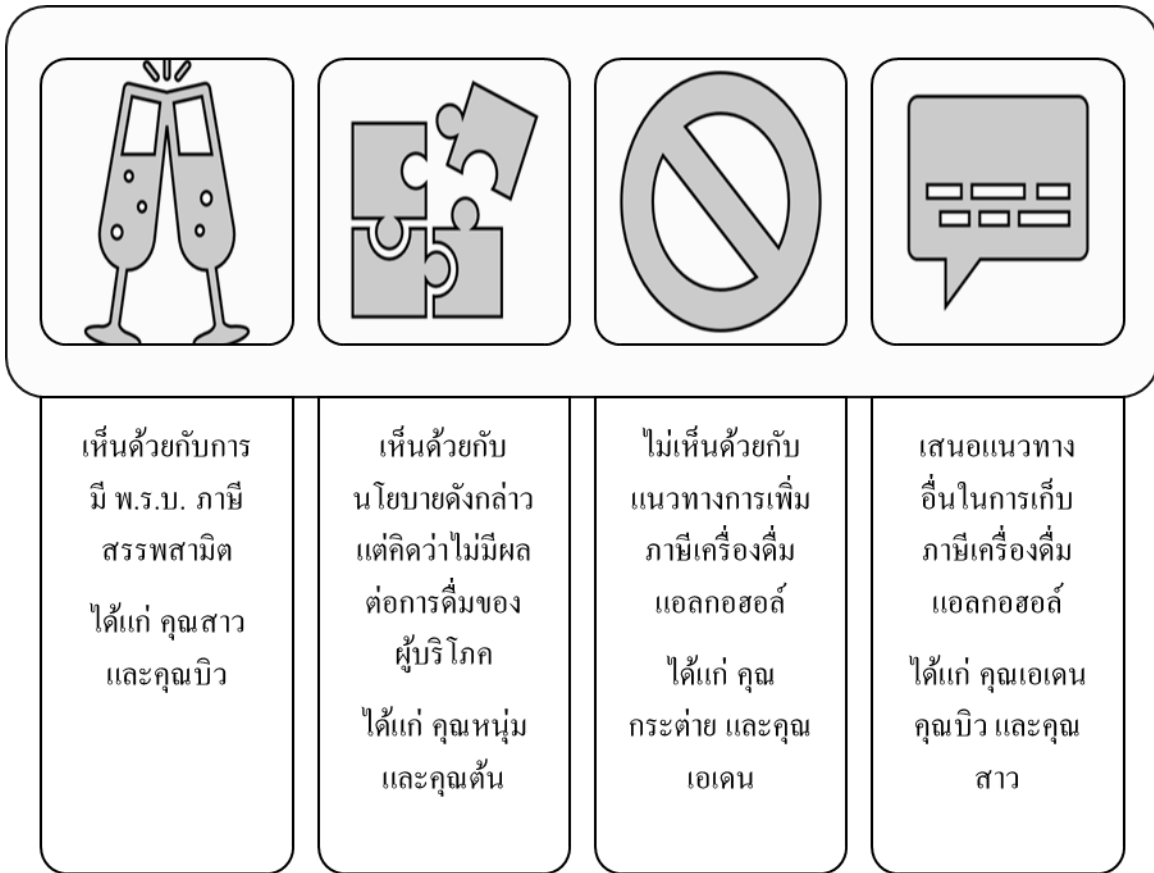 เห็นด้วยกับการ
มี พ.ร.บ. ภาษี
สรรพสามิต
ได้แก่ คุณสาว
และคุณบิว
เห็นด้วยกับ
นโยบายดังกล่าว
แต่คิดว่าไม่มีผล
ต่อการดื่มของ
ผู้บริโภค
ได้แก่ คุณหนุ่ม
และคุณต้น
ไม่เห็นด้วยกับ
แนวทางการเพิ่ม
ภาษีเครื่องดื่ม
แอลกอฮอล์
ได้แก่ คุณ
กระต่าย และคุณ
เอเดน
เสนอแนวทาง
อื่นในการเก็บ
ภาษีเครื่องดื่ม
แอลกอฮอล์
ได้แก่ คุณเอเดน
คุณบิว และคุณ
สาว